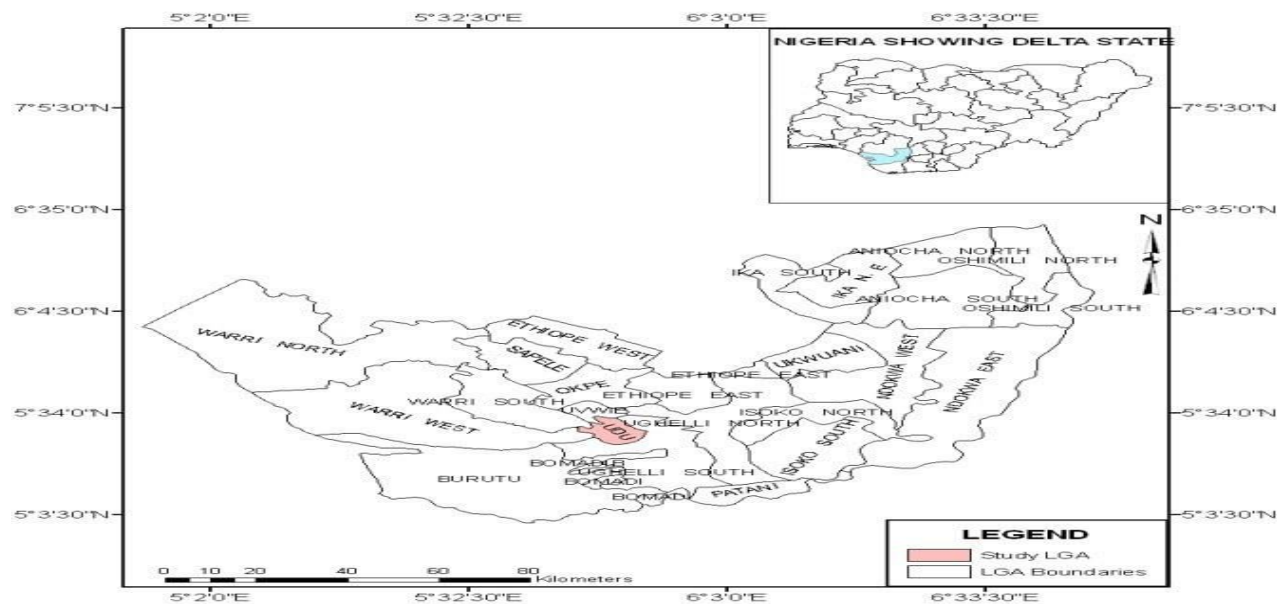 5°2'0"E 5°32'30"E 6°3'0"E 6°33'30"E
NIGERIA SHOWING DELTA STATE
7°5'30"N 7°5'30"N
6°35'0"N 6°35'0"N
N
ANIOCHA NORTH
OSHIMILI NORTH
IKA SOUTH
IKA N. E
ANIOCHA SOUTH
OSHIMILI SOUTH
6°4'30"N 6°4'30"N
WARRI NORTH
ETHIOPE WEST
SAPELE
UKWUANI
NDOKWA WEST
NDOKWA EAST
ETHIOPE EAST
OKPE
ETHIOPE EAST
WARRI SOUTH
UVWIE
ISOKO NORTH
5°34'0"N 5°34'0"N
WARRI WEST
UDU
UGHELLI NORTH
ISOKO SOUTH
BOMADI
UGHELLI SOUTH
BURUTU
BOMADI
PATANI
BOMADI
5°3'30"N 5°3'30"N
LEGEND
Study LGA
LGA Boundaries
0 10 20 40 60 80
Kilometers
5°2'0"E 5°32'30"E 6°3'0"E 6°33'30"E